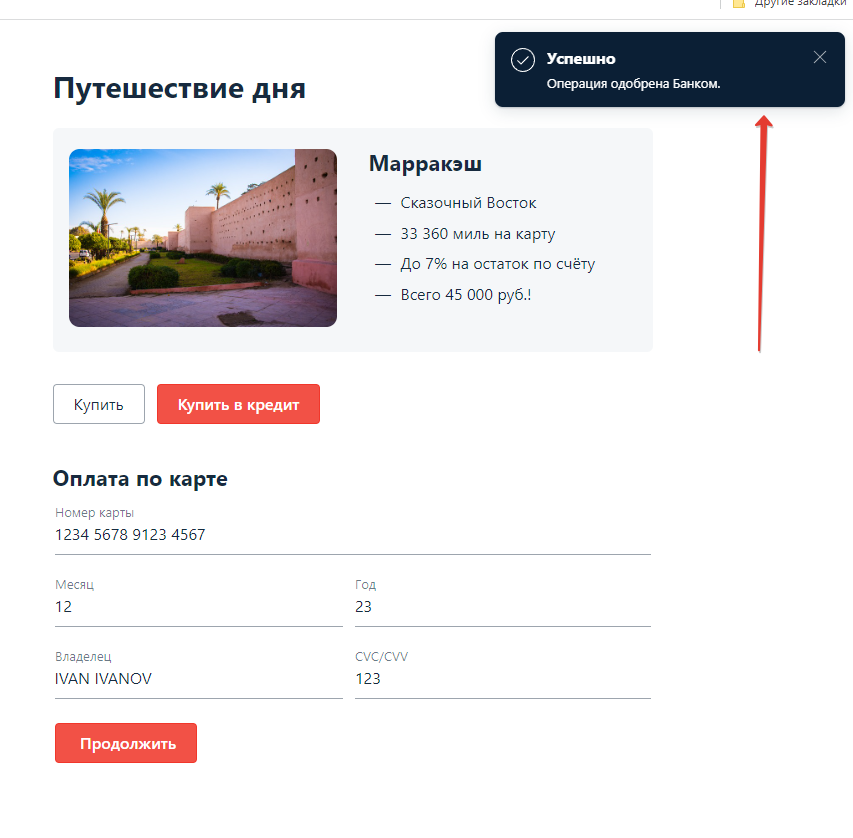 Другие закладки
Успешно
Операция одобрена Банком.
Путешествие дня
Марракэш
— Сказочный Восток
— 33 360 миль на карту
— До 7% на остаток по счёту
— Всего 45 000 руб.!
Купить
Купить в кредит
Оплата по карте
Номер карты
1234 5678 9123 4567
Месяц
Год
12
23
Владелец
CVC/CVV
IVAN IVANOV
123
Продолжить